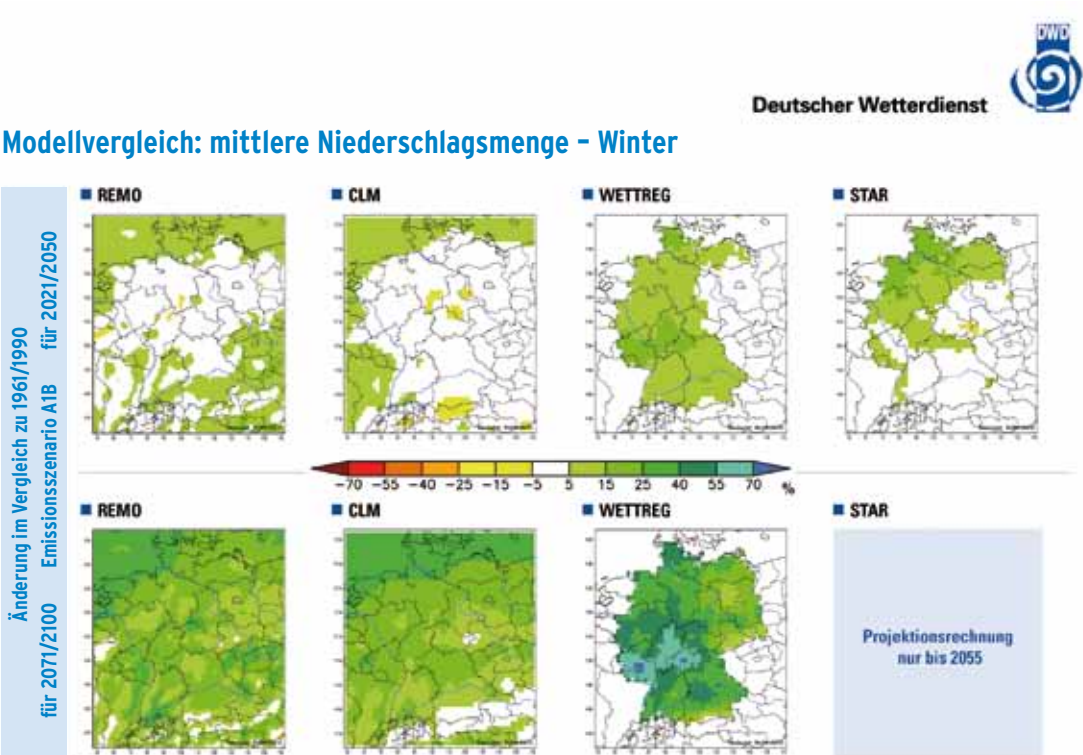 DWD
Deutscher Wetterdienst
Modellvergleich: mittlere Niederschlagsmenge – Winter
Änderung im Vergleich zu 1961/1990
für 2071/2100 Emissionsszenario A1B für 2021/2050
REMO
CLM
WETTREG
STAR
-70 -55 -40 -25 -15 -5 5 15 25 40 55 70 %
REMO
CLM
WETTREG
STAR
Projektionsrechnung
nur bis 2055